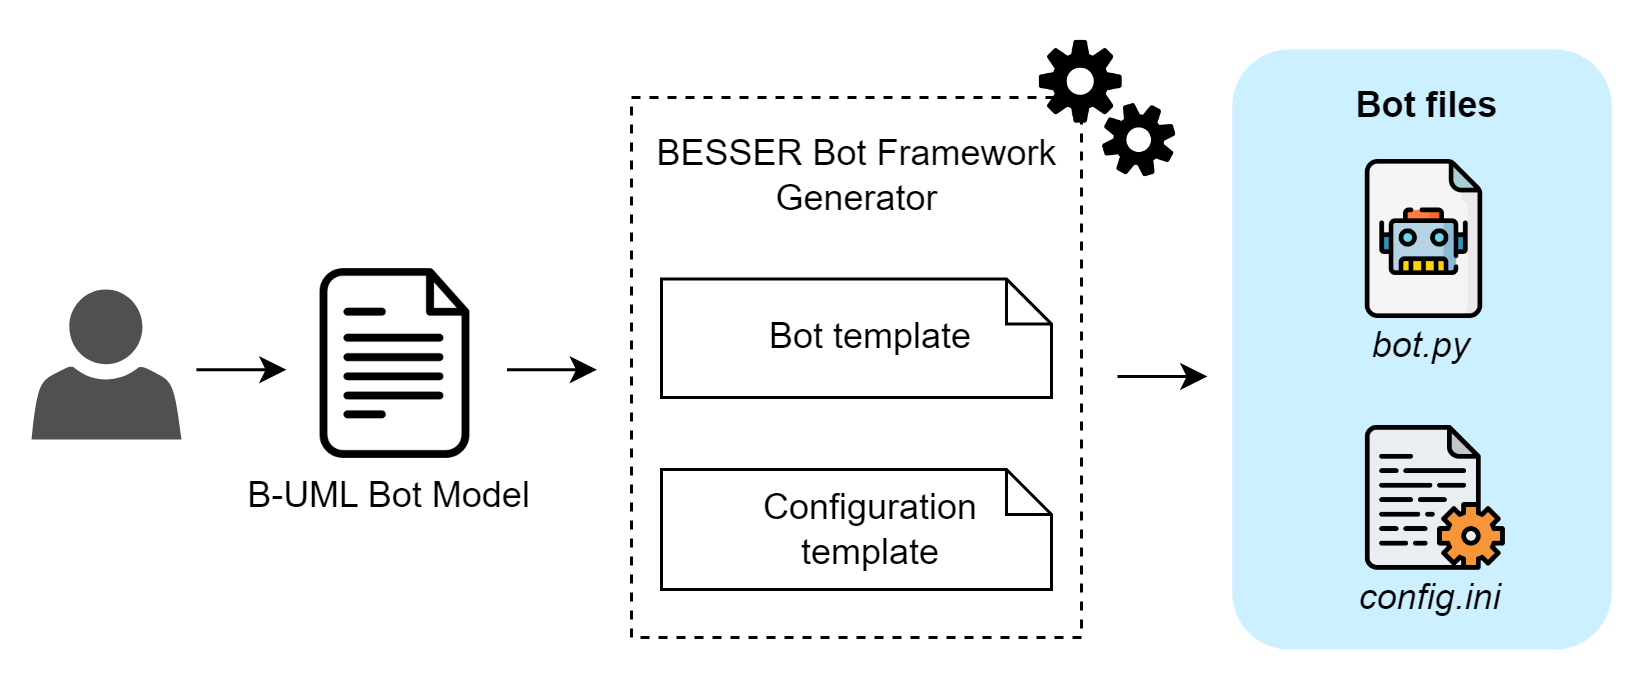 B-UML Bot Model
BESSER Bot Framework
Generator
Bot template
Configuration
template
Bot files
bot.py
config.ini